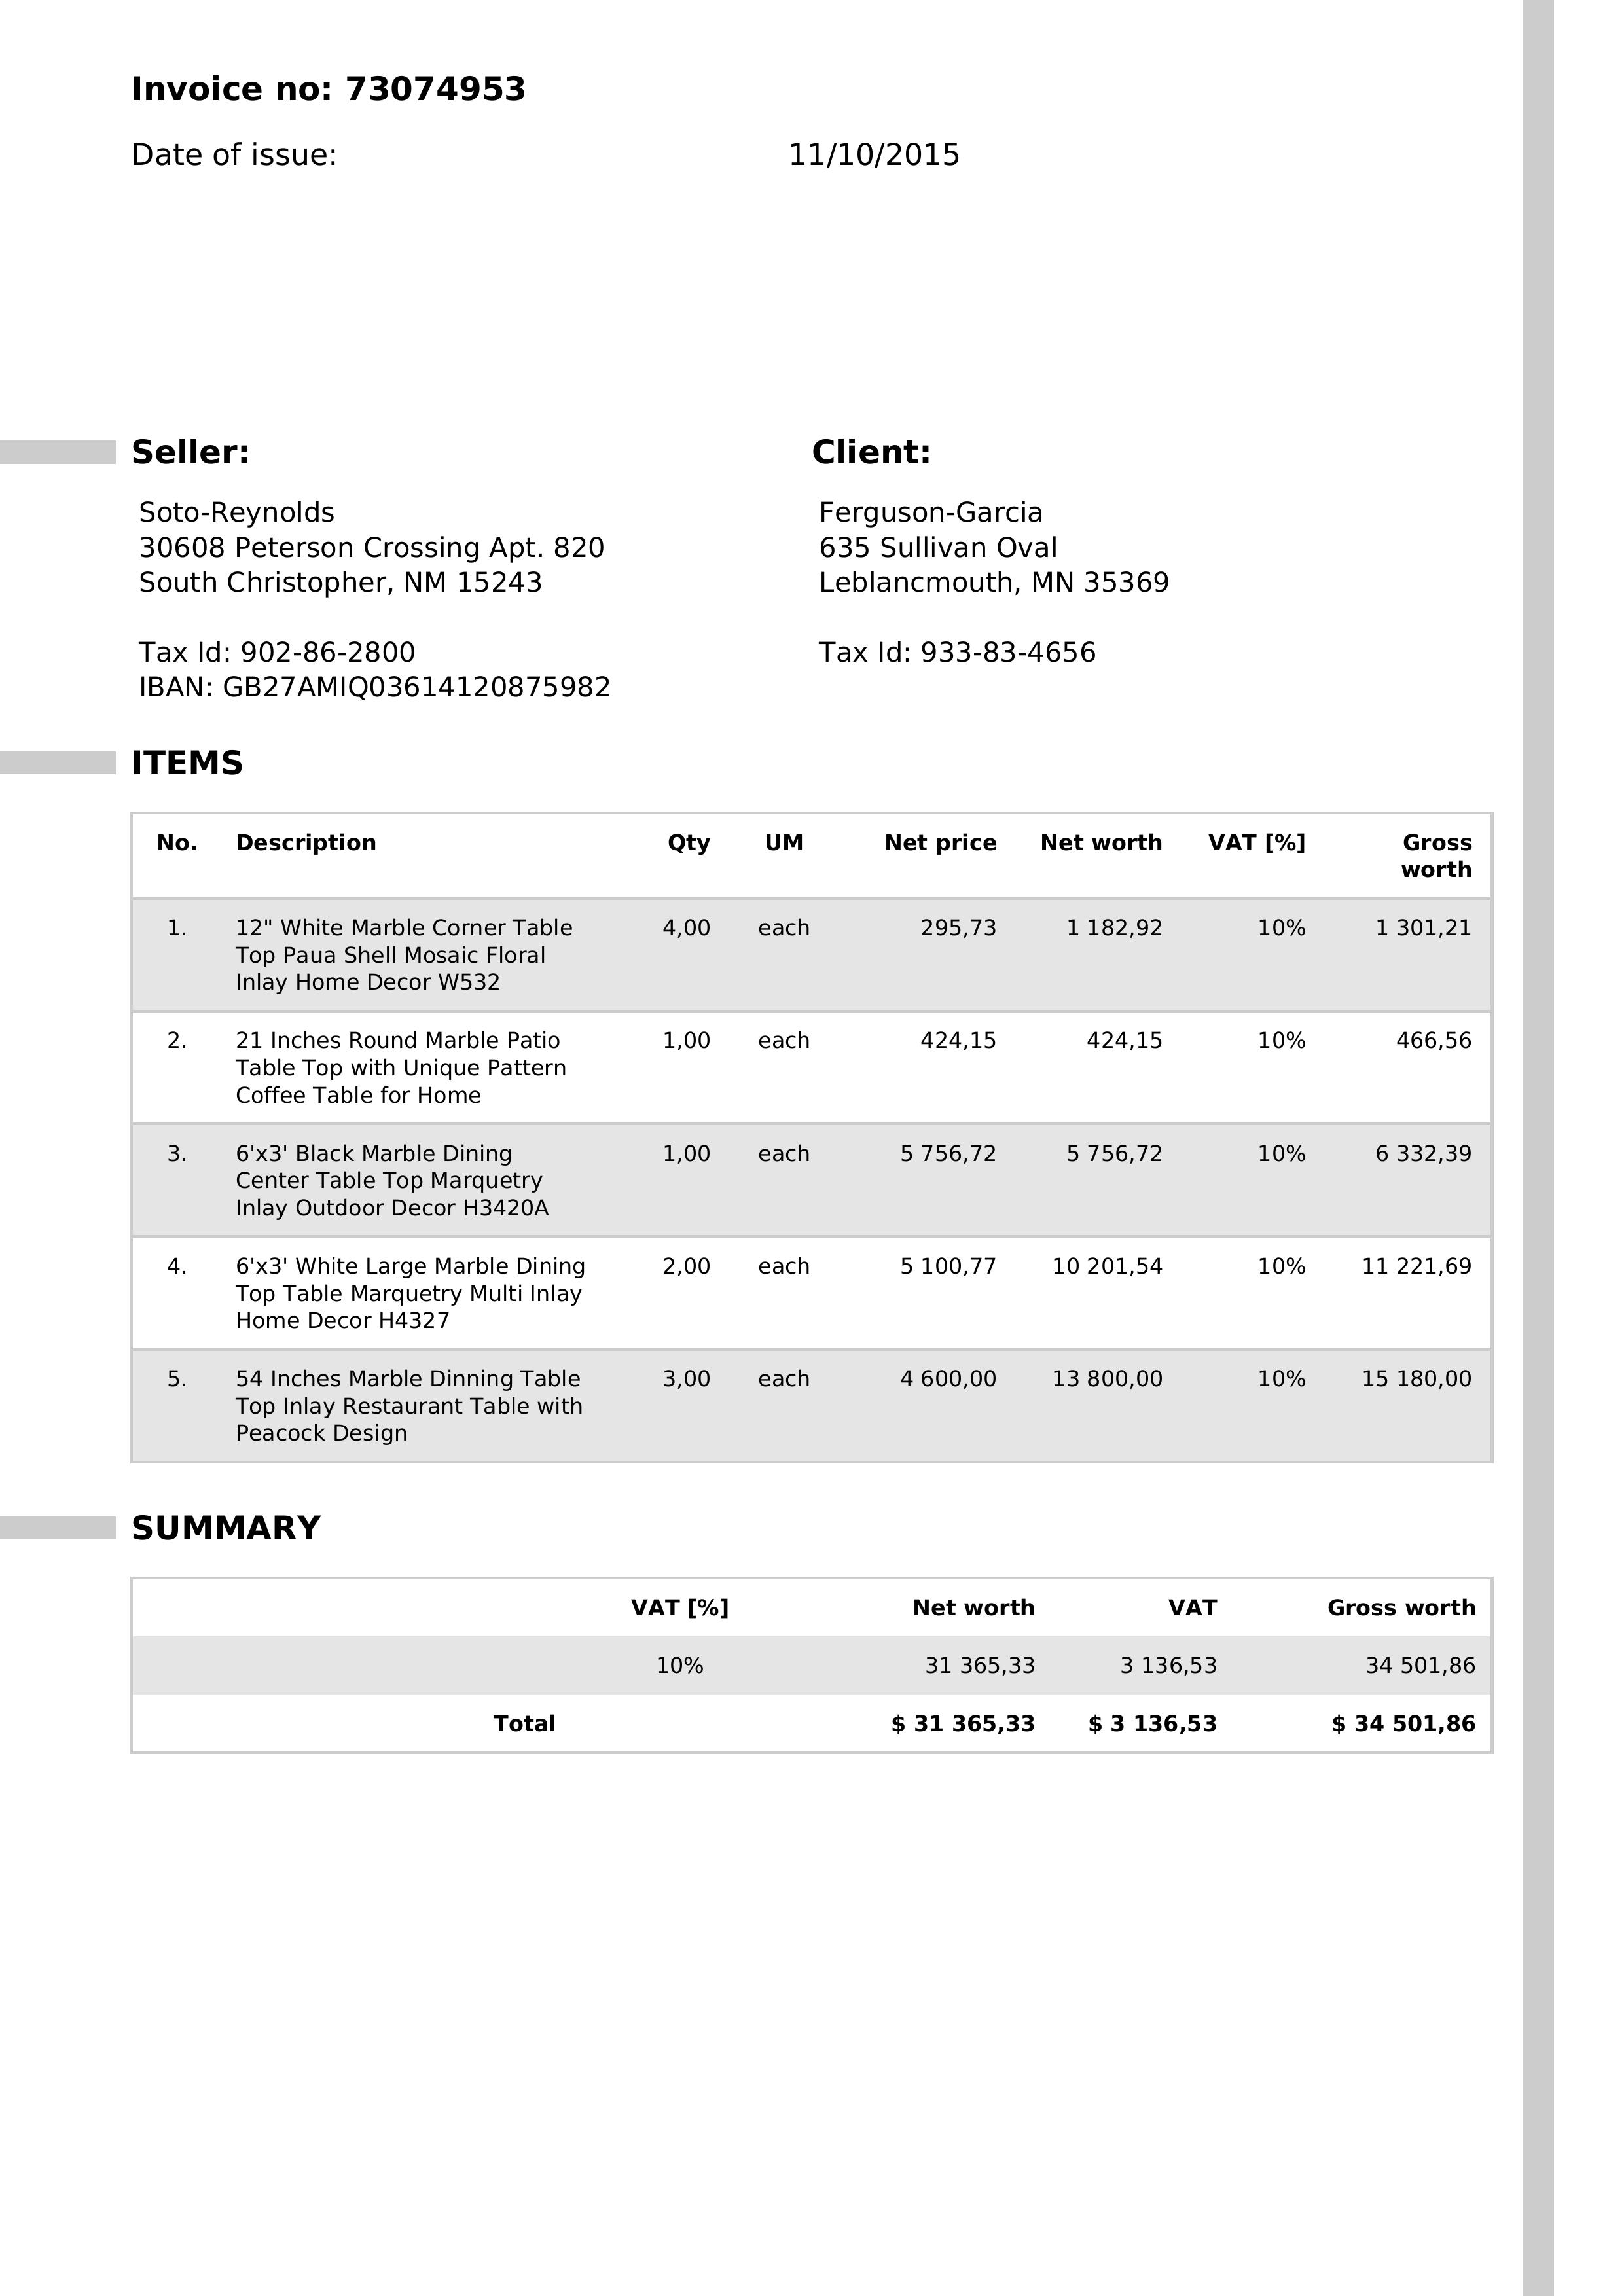 Invoice no: 73074953
Date of issue: 11/10/2015
Seller:
Soto-Reynolds
30608 Peterson Crossing Apt. 820
South Christopher, NM 15243
Tax Id: 902-86-2800
IBAN: GB27AMIQ03614120875982
Client:
Ferguson-Garcia
635 Sullivan Oval
Leblancmouth, MN 35369
Tax Id: 933-83-4656
ITEMS
No. Description Qty UM Net price Net worth VAT [%] Gross
worth
1. 12" White Marble Corner Table 4,00 each 295,73 1 182,92 10% 1 301,21
Top Paua Shell Mosaic Floral
Inlay Home Decor W532
2. 21 Inches Round Marble Patio 1,00 each 424,15 424,15 10% 466,56
Table Top with Unique Pattern
Coffee Table for Home
3. 6'x3' Black Marble Dining 1,00 each 5 756,72 5 756,72 10% 6 332,39
Center Table Top Marquetry
Inlay Outdoor Decor H3420A
4. 6'x3' White Large Marble Dining 2,00 each 5 100,77 10 201,54 10% 11 221,69
Top Table Marquetry Multi Inlay
Home Decor H4327
5. 54 Inches Marble Dinning Table 3,00 each 4 600,00 13 800,00 10% 15 180,00
Top Inlay Restaurant Table with
Peacock Design
SUMMARY
VAT [%] Net worth VAT Gross worth
10% 31 365,33 3 136,53 34 501,86
Total $ 31 365,33 $ 3 136,53 $ 34 501,86